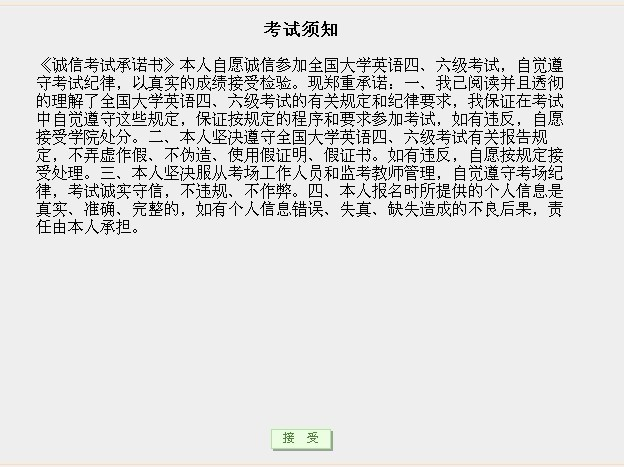 考试须知
《诚信考试承诺书》本人自愿诚信参加全国大学英语四、六级考试，自觉遵
守考试纪律，以真实的成绩接受检验。现郑重承诺：一、我已阅读并且透彻
的理解了全国大学英语四、六级考试的有关规定和纪律要求，我保证在考试
中自觉遵守这些规定，保证按规定的程序和要求参加考试，如有违反，自愿
接受学院处分。二、本人坚决遵守全国大学英语四、六级考试有关报告规
定，不弄虚作假、不伪造、使用假证明、假证书。如有违反，自愿按规定接
受处理。三、本人坚决服从考场工作人员和监考教师管理，自觉遵守考场纪
律，考试诚实守信，不违规、不作弊。四、本人报名时所提供的个人信息是
真实、准确、完整的，如有个人信息错误、失真、缺失造成的不良后果，责
任由本人承担。
接 受